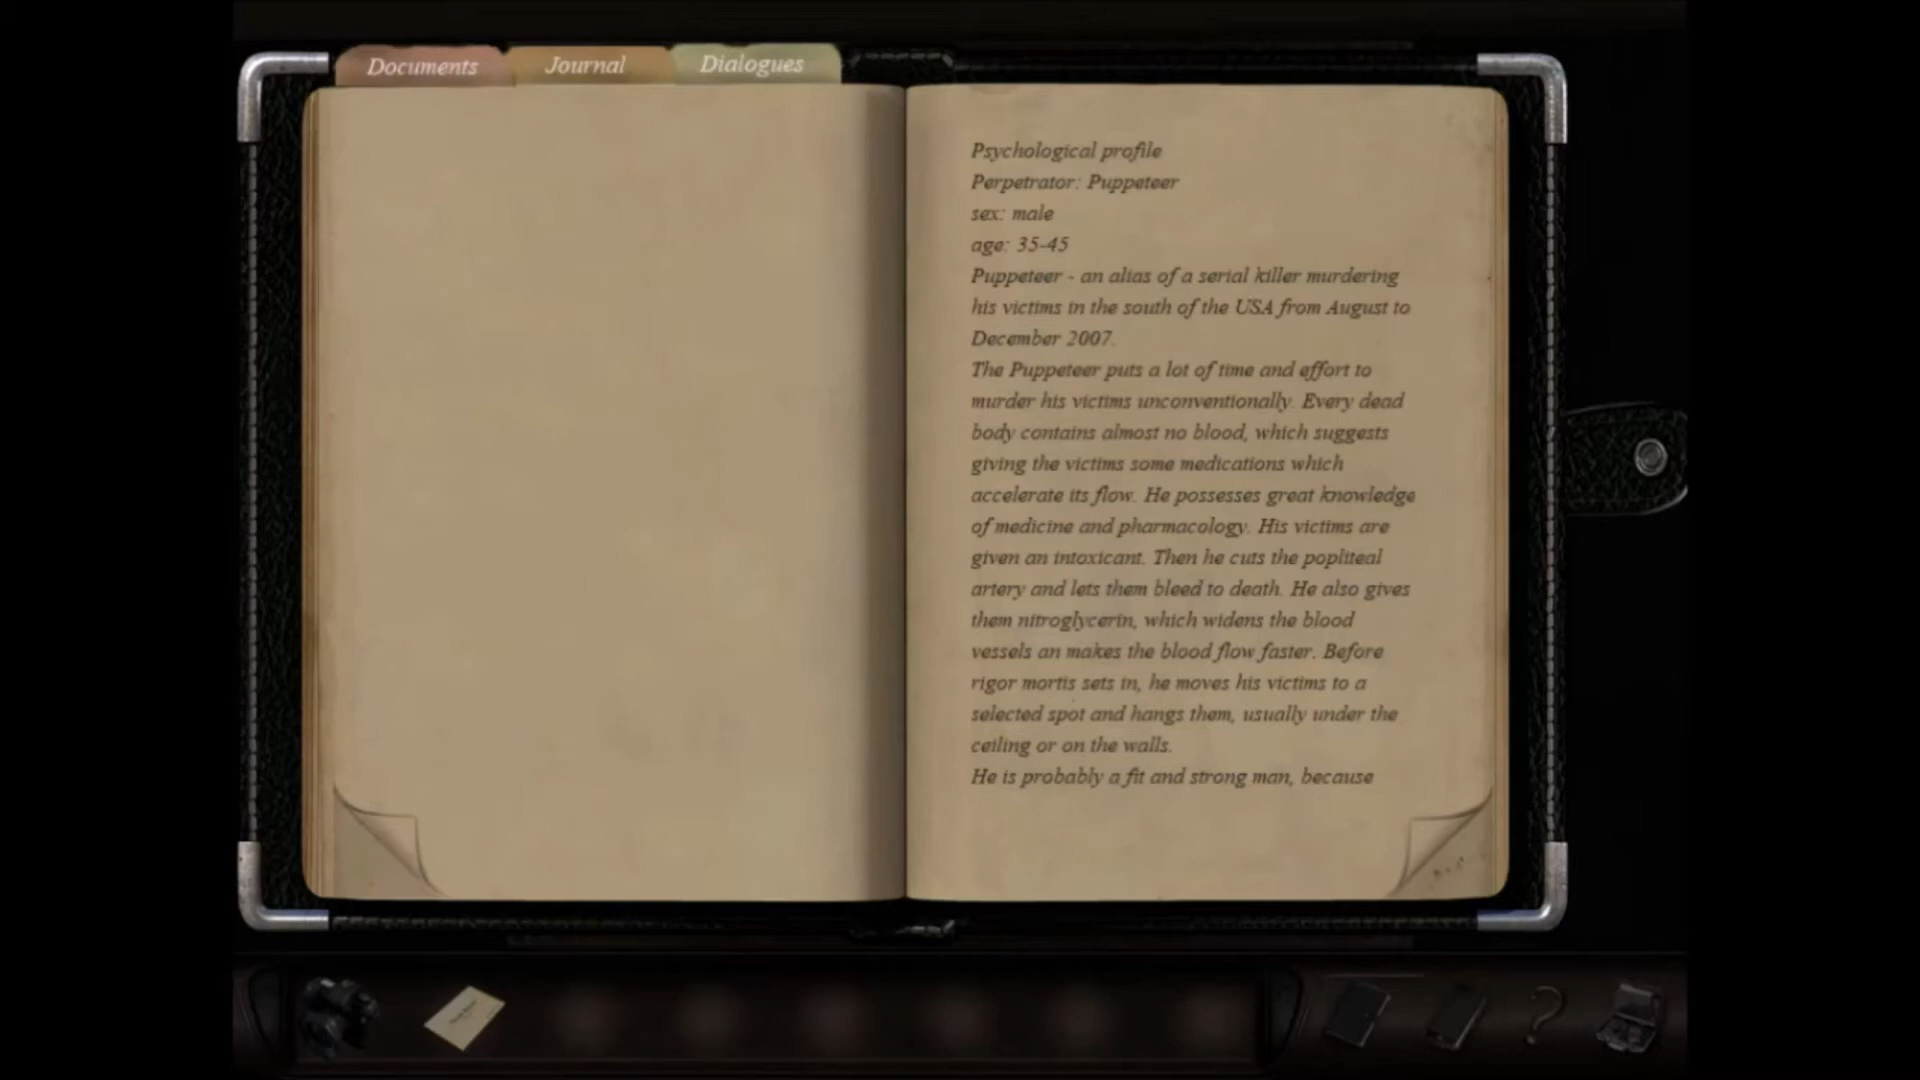 Documents
Journal
Dialogues
Psychological profile
Perpetrator: Puppeteer
sex: male
age: 35-45
Puppeteer - an alias of a serial killer murdering
his victims in the south of the USA from August to
December 2007.
The Puppeteer puts a lot of time and effort to
murder his victims unconventionally. Every dead
body contains almost no blood, which suggests
giving the victims some medications which
accelerate its flow. He possesses great knowledge
of medicine and pharmacology. His victims are
given an intoxicant. Then he cuts the popliteal
artery and lets them bleed to death. He also gives
them nitroglycerin, which widens the blood
vessels an makes the blood flow faster. Before
rigor mortis sets in, he moves his victims to a
selected spot and hangs them, usually under the
ceiling or on the walls.
He is probably a fit and strong man, because
?